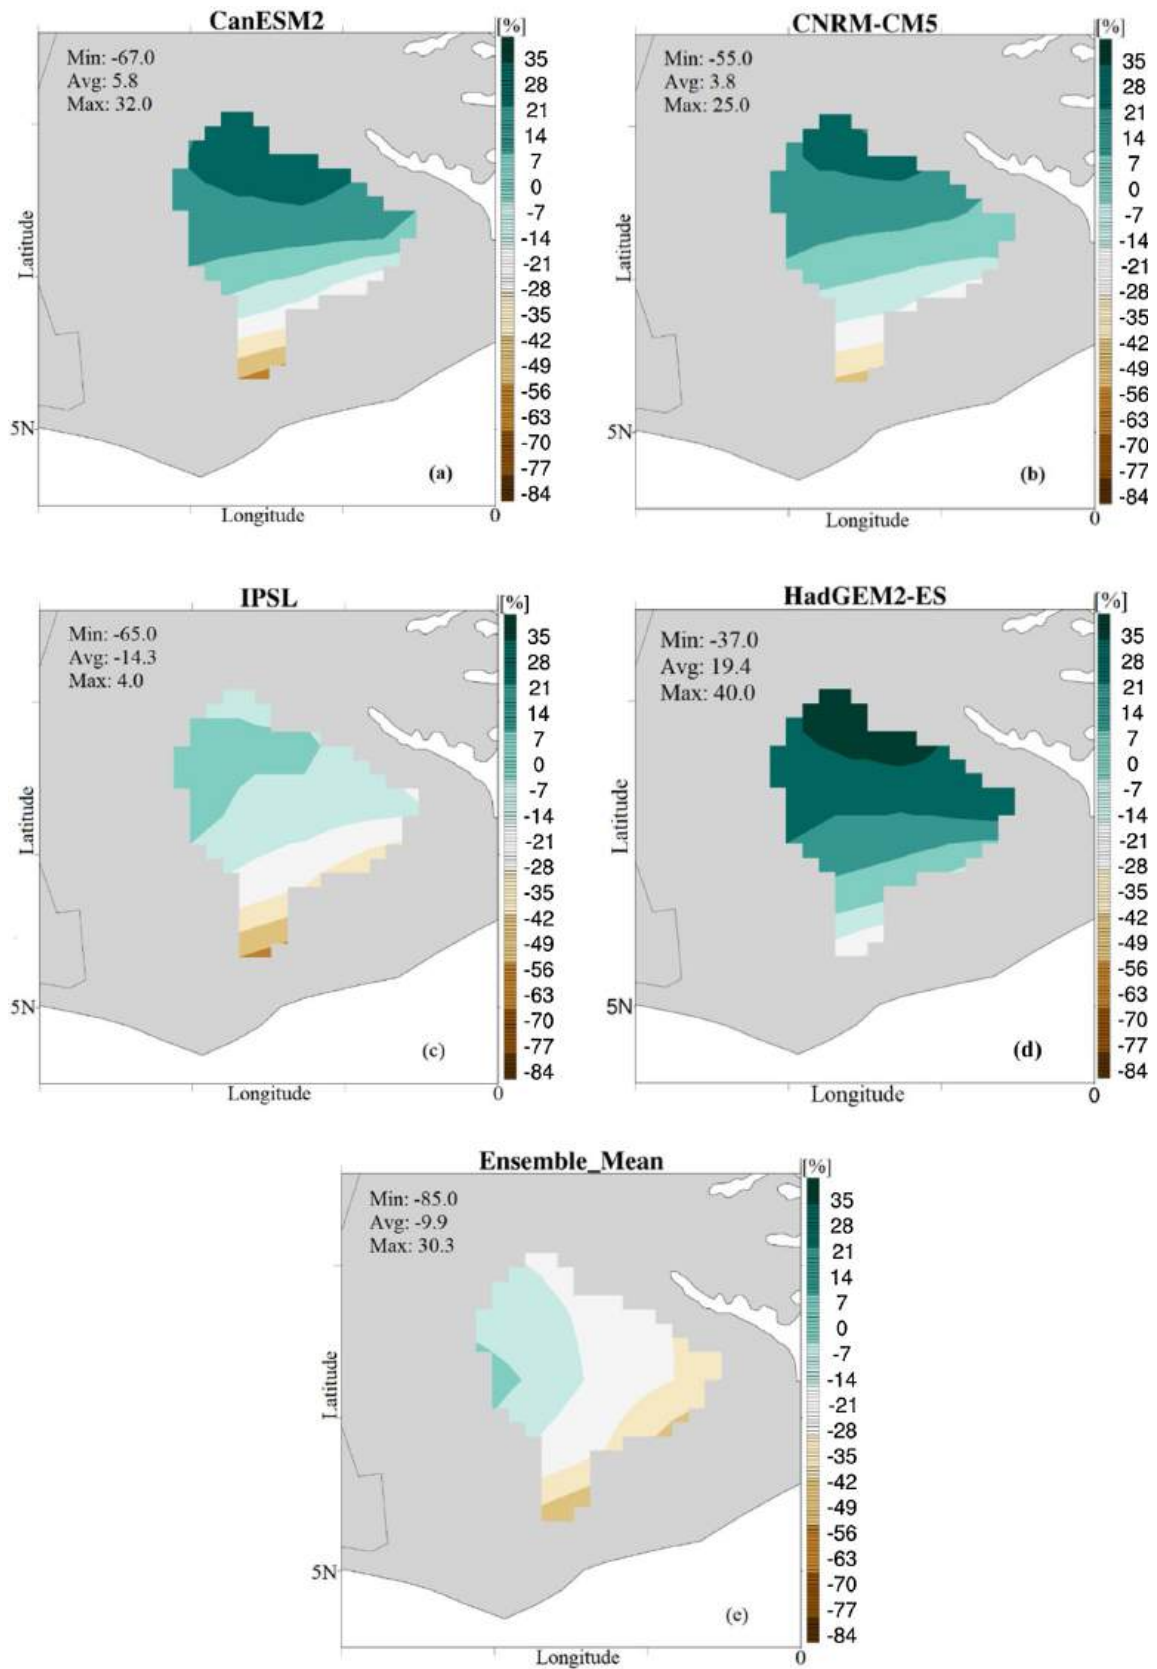 CanESM2
[%]
Min: -67.0
Avg: 5.8
Max: 32.0
35
28
21
14
7
0
-7
-14
-21
-28
-35
-42
-49
-56
-63
-70
-77
-84
Latitude
5N
(a)
Longitude
0
CNRM-CM5
[%]
Min: -55.0
Avg: 3.8
Max: 25.0
35
28
21
14
7
0
-7
-14
-21
-28
-35
-42
-49
-56
-63
-70
-77
-84
Latitude
5N
(b)
Longitude
0
IPSL
[%]
Min: -65.0
Avg: -14.3
Max: 4.0
35
28
21
14
7
0
-7
-14
-21
-28
-35
-42
-49
-56
-63
-70
-77
-84
Latitude
5N
(c)
Longitude
0
HadGEM2-ES
[%]
Min: -37.0
Avg: 19.4
Max: 40.0
35
28
21
14
7
0
-7
-14
-21
-28
-35
-42
-49
-56
-63
-70
-77
-84
Latitude
5N
(d)
Longitude
0
Ensemble_Mean
[%]
Min: -85.0
Avg: -9.9
Max: 30.3
35
28
21
14
7
0
-7
-14
-21
-28
-35
-42
-49
-56
-63
-70
-77
-84
Latitude
5N
(e)
Longitude
0